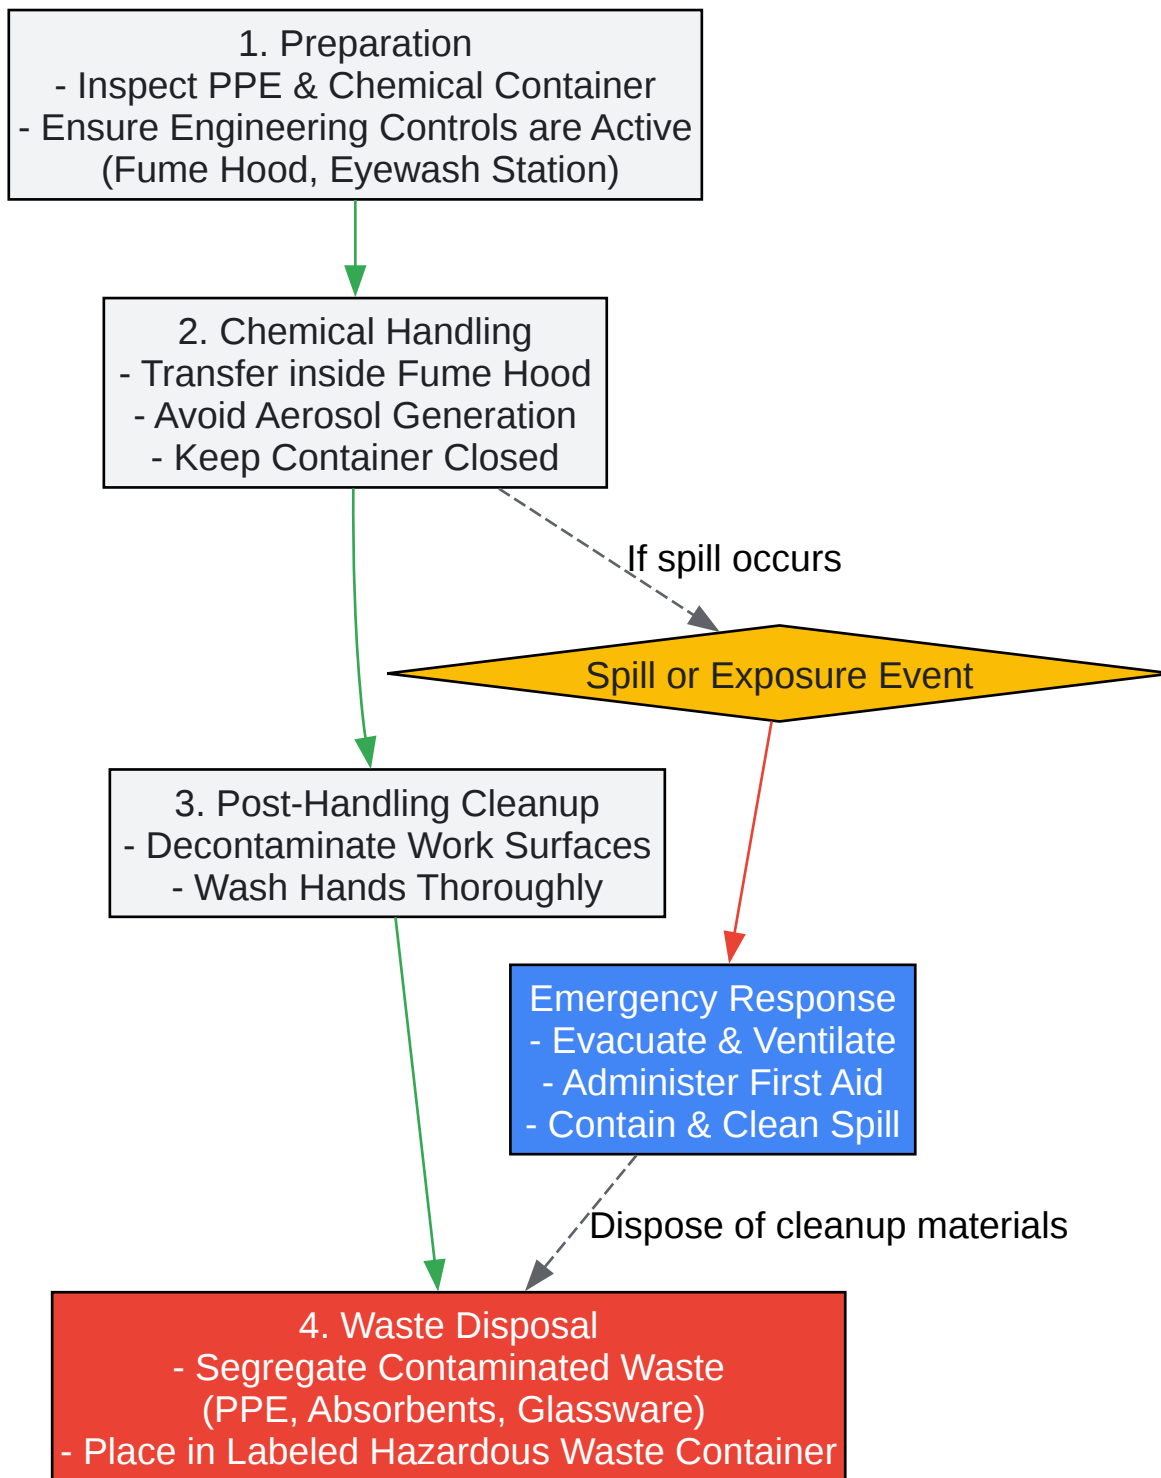 1. Preparation
- Inspect PPE & Chemical Container
- Ensure Engineering Controls are Active
(Fume Hood, Eyewash Station)
2. Chemical Handling
- Transfer inside Fume Hood
- Avoid Aerosol Generation
- Keep Container Closed
If spill occurs
Spill or Exposure Event
3. Post-Handling Cleanup
- Decontaminate Work Surfaces
- Wash Hands Thoroughly
Emergency Response
- Evacuate & Ventilate
- Administer First Aid
- Contain & Clean Spill
Dispose of cleanup materials
4. Waste Disposal
- Segregate Contaminated Waste
(PPE, Absorbents, Glassware)
- Place in Labeled Hazardous Waste Container